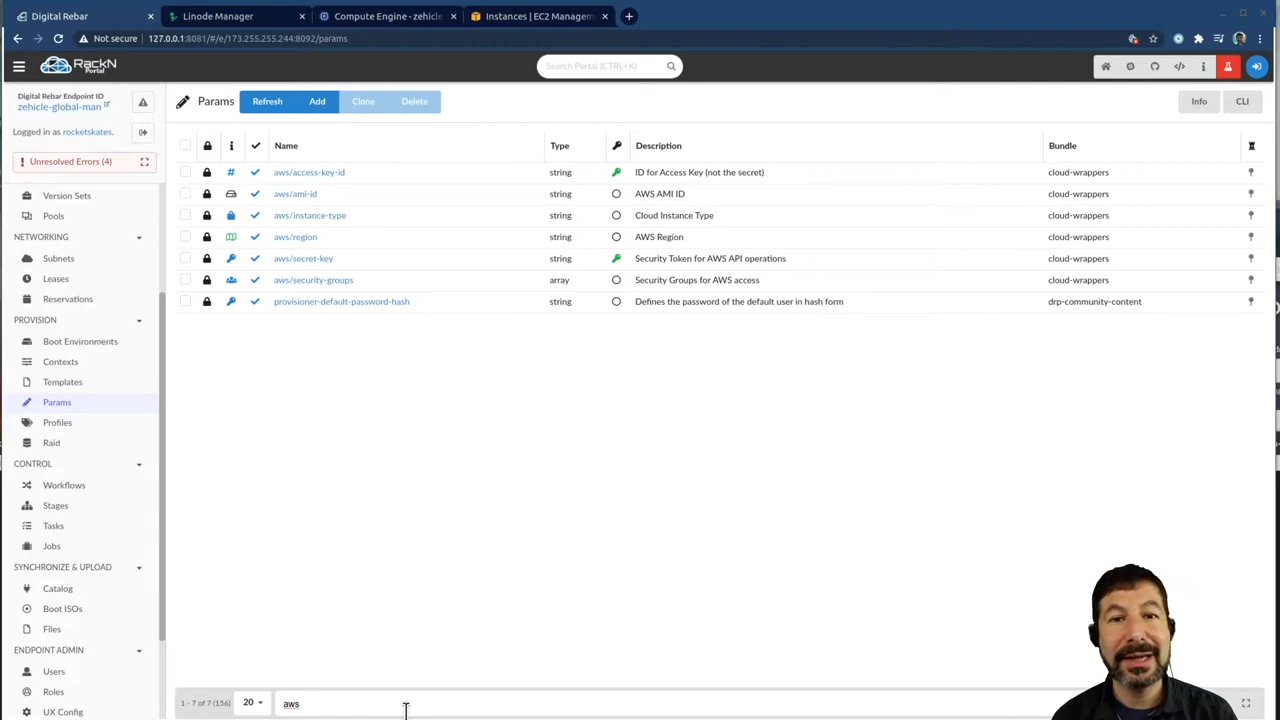 Digital Rebar
Linode Manager
Compute Engine - zehicle
Instances | EC2 Managem
Not secure
127.0.0.1:8081/#/e/173.255.255.244:8092/params
RackN
Portal
Search Portal (CTRL+K)
Digital Rebar Endpoint ID
zehicle-global-man
Logged in as rocketskates.
Unresolved Errors (4)
Version Sets
Pools
NETWORKING
Subnets
Leases
Reservations
PROVISION
Boot Environments
Contexts
Templates
Params
Profiles
Raid
CONTROL
Workflows
Stages
Tasks
Jobs
SYNCHRONIZE & UPLOAD
Catalog
Boot ISOs
Files
ENDPOINT ADMIN
Users
Roles
UX Config
Params Refresh Add Clone Delete Info CLI
Name Type Description Bundle
aws/access-key-id string ID for Access Key (not the secret) cloud-wrappers
aws/ami-id string AWS AMI ID cloud-wrappers
aws/instance-type string Cloud Instance Type cloud-wrappers
aws/region string AWS Region cloud-wrappers
aws/secret-key string Security Token for AWS API operations cloud-wrappers
aws/security-groups array Security Groups for AWS access cloud-wrappers
provisioner-default-password-hash string Defines the password of the default user in hash form drp-community-content
1 - 7 of 7 (156) 20 aws